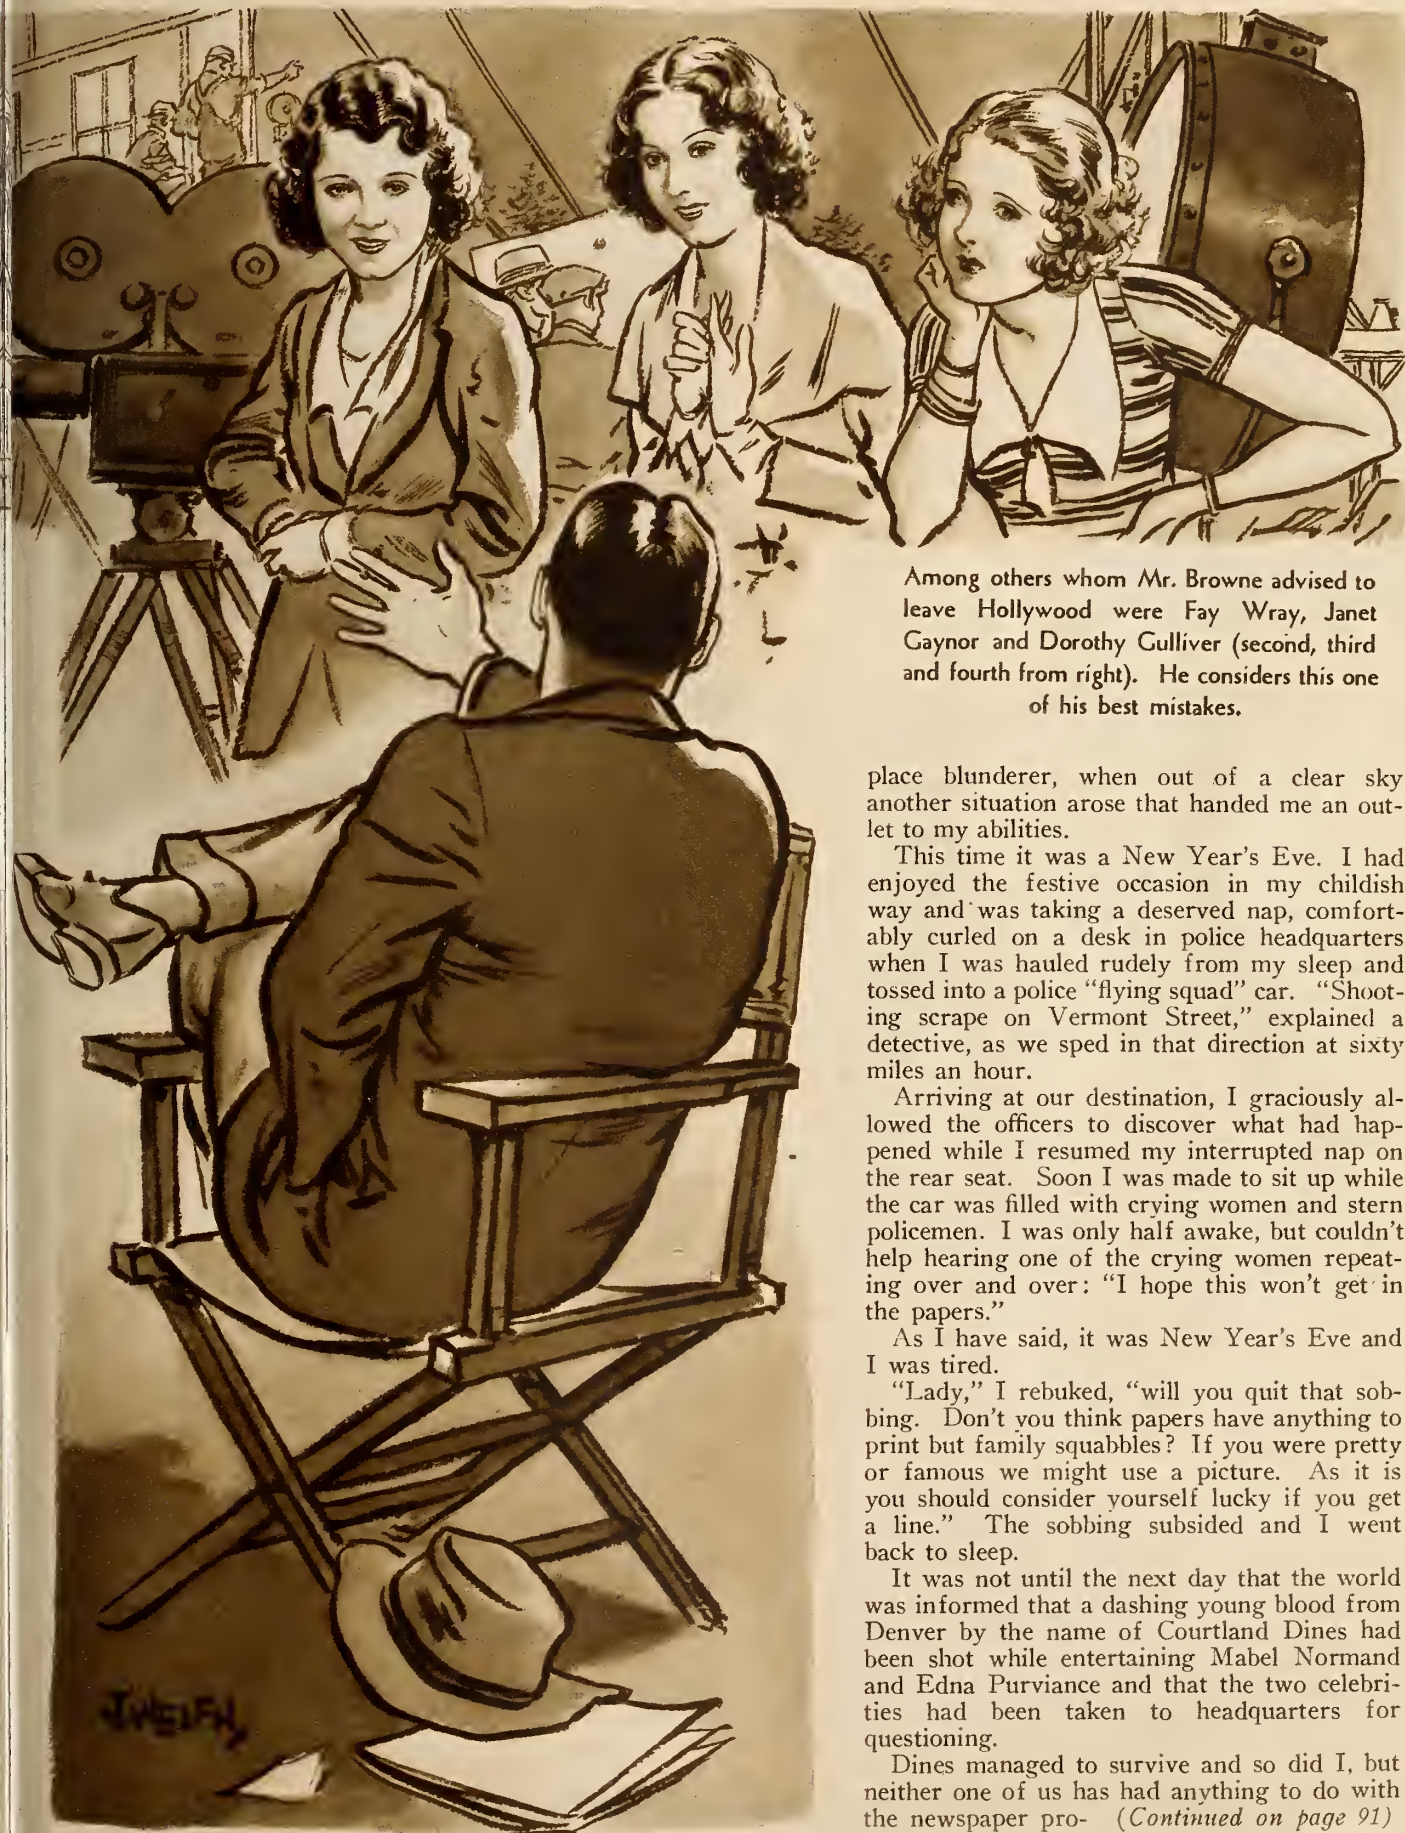 Among others whom Mr. Browne advised to
leave Hollywood were Fay Wray, Janet
Gaynor and Dorothy Gulliver (second, third
and fourth from right). He considers this one
of his best mistakes.
place blunderer, when out of a clear sky
another situation arose that handed me an out-
let to my abilities.
This time it was a New Year's Eve. I had
enjoyed the festive occasion in my childish
way and was taking a deserved nap, comfort-
ably curled on a desk in police headquarters
when I was hauled rudely from my sleep and
tossed into a police "flying squad" car. "Shoot-
ing scrape on Vermont Street," explained a
detective, as we sped in that direction at sixty
miles an hour.
Arriving at our destination, I graciously al-
lowed the officers to discover what had hap-
pened while I resumed my interrupted nap on
the rear seat. Soon I was made to sit up while
the car was filled with crying women and stern
policemen. I was only half awake, but couldn't
help hearing one of the crying women repeat-
ing over and over: "I hope this won't get in
the papers."
As I have said, it was New Year's Eve and
I was tired.
"Lady," I rebuked, "will you quit that sob-
bing. Don't you think papers have anything to
print but family squabbles? If you were pretty
or famous we might use a picture. As it is
you should consider yourself lucky if you get
a line." The sobbing subsided and I went
back to sleep.
It was not until the next day that the world
was informed that a dashing young blood from
Denver by the name of Courtland Dines had
been shot while entertaining Mabel Normand
and Edna Purviance and that the two celebri-
ties had been taken to headquarters for
questioning.
Dines managed to survive and so did I, but
neither one of us has had anything to do with
the newspaper pro- (Continued on page 91)